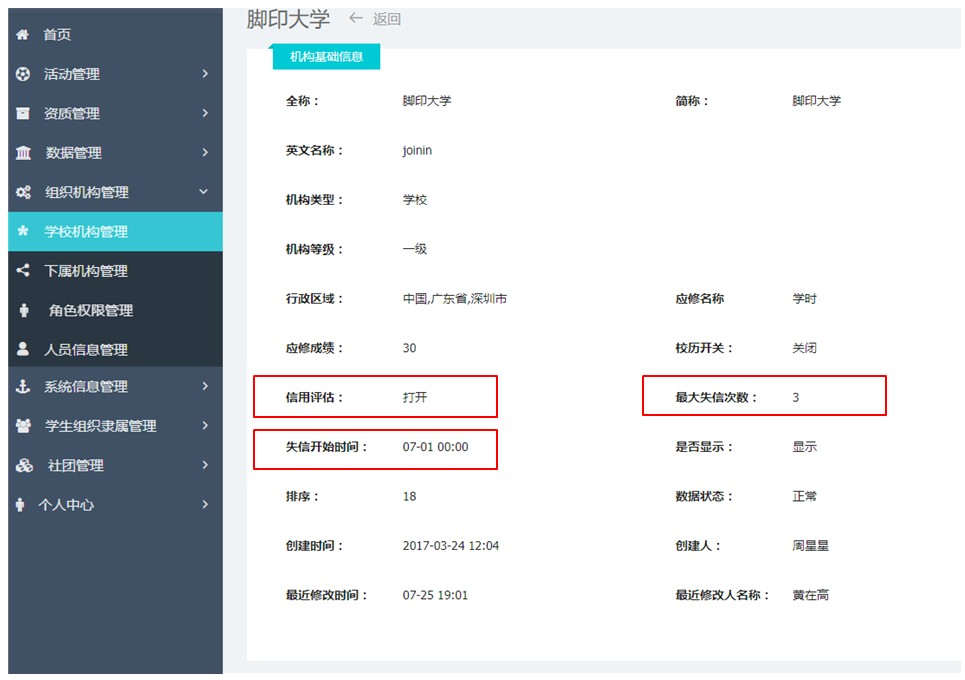 首页
活动管理
资质管理
数据管理
组织机构管理
学校机构管理
下属机构管理
角色权限管理
人员信息管理
系统信息管理
学生组织隶属管理
社团管理
个人中心
脚印大学 ← 返回
机构基础信息
全称： 脚印大学 简称： 脚印大学
英文名称： joinin
机构类型： 学校
机构等级： 一级
行政区域： 中国,广东省,深圳市 应修名称 学时
应修成绩： 30 校历开关： 关闭
信用评估： 打开 最大失信次数： 3
失信开始时间： 07-01 00:00 是否显示： 显示
排序： 18 数据状态： 正常
创建时间： 2017-03-24 12:04 创建人： 周星星
最近修改时间： 07-25 19:01 最近修改人名称： 黄在高